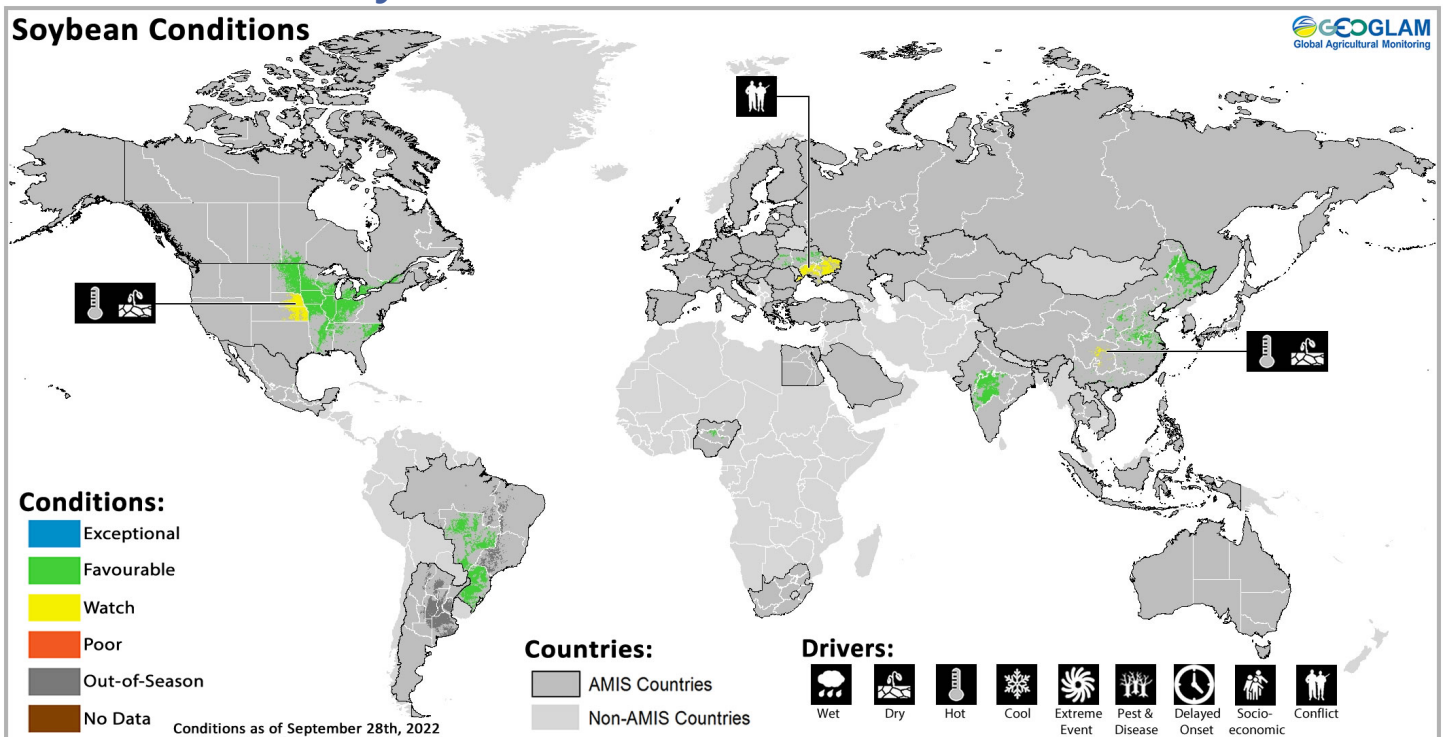 Soybean Conditions
GEOGLAM
Global Agricultural Monitoring
Conditions:
Exceptional
Favourable
Watch
Poor
Out-of-Season
No Data
Conditions as of September 28th, 2022
Countries:
AMIS Countries
Non-AMIS Countries
Drivers:
Wet
Dry
Hot
Cool
Extreme
Event
Pest &
Disease
Delayed
Onset
Socio-
economic
Conflict